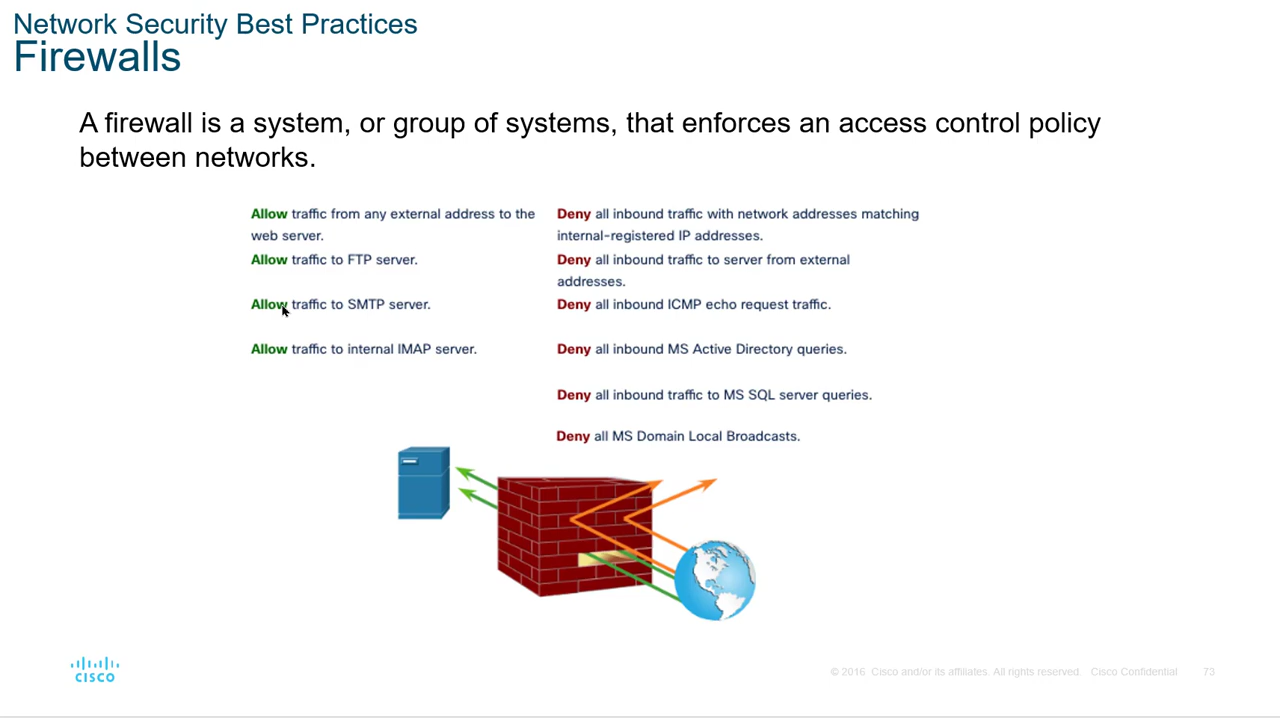 Network Security Best Practices
Firewalls
A firewall is a system, or group of systems, that enforces an access control policy
between networks.
Allow traffic from any external address to the
web server.
Allow traffic to FTP server.
Allow traffic to SMTP server.
Allow traffic to internal IMAP server.
Deny all inbound traffic with network addresses matching
internal-registered IP addresses.
Deny all inbound traffic to server from external
addresses.
Deny all inbound ICMP echo request traffic.
Deny all inbound MS Active Directory queries.
Deny all inbound traffic to MS SQL server queries.
Deny all MS Domain Local Broadcasts.
CISCO
© 2016 Cisco and/or its affiliates. All rights reserved. Cisco Confidential 73